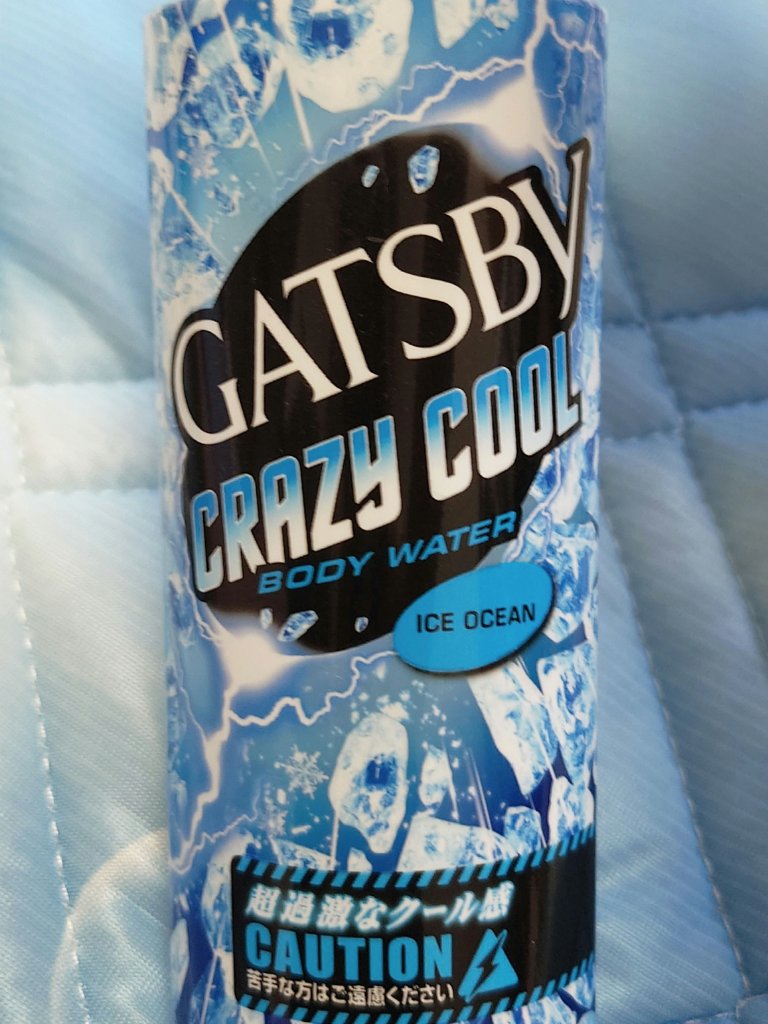 GATSBY
CRAZY COOL
BODY WATER
ICE OCEAN
超過激なクール感
CAUTION
苦手な方はご遠慮ください